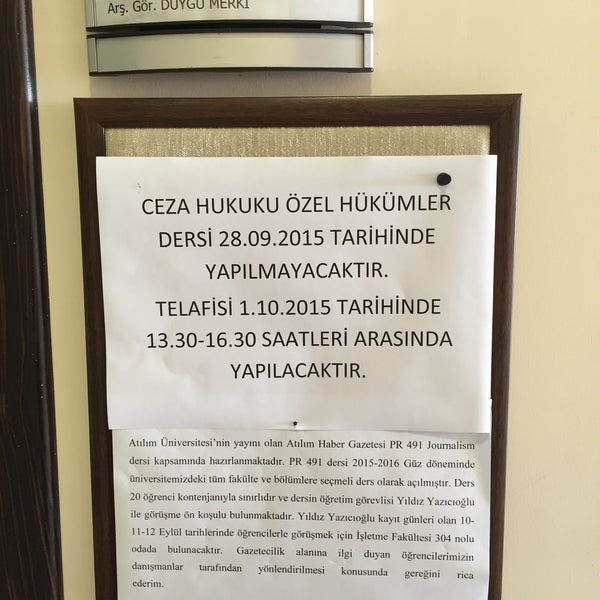 Arş. Gör. DUYGU MERKİ
CEZA HUKUKU ÖZEL HÜKÜMLER
DERSİ 28.09.2015 TARİHİNDE
YAPILMAYACAKTIR.
TELAFİSİ 1.10.2015 TARİHİNDE
13.30-16.30 SAATLERİ ARASINDA
YAPILACAKTIR.
Atılım Üniversitesi'nin yayını olan Atılım Haber Gazetesi PR 491 Journalism
dersi kapsamında hazırlanmaktadır. PR 491 dersi 2015-2016 Güz döneminde
üniversitemizdeki tüm fakülte ve bölümlere seçmeli ders olarak açılmıştır. Ders
20 öğrenci kontenjanıyla sınırlıdır ve dersin öğretim görevlisi Yıldız Yazıcıoğlu
ile görüşme ön koşulu bulunmaktadır. Yıldız Yazıcıoğlu kayıt günleri olan 10-
11-12 Eylül tarihlerinde öğrencilerle görüşmek için İşletme Fakültesi 304 nolu
odada bulunacaktır. Gazetecilik alanına ilgi duyan öğrencilerimizin
danışmanlar tarafından yönlendirilmesi konusunda gereğini rica
ederim.